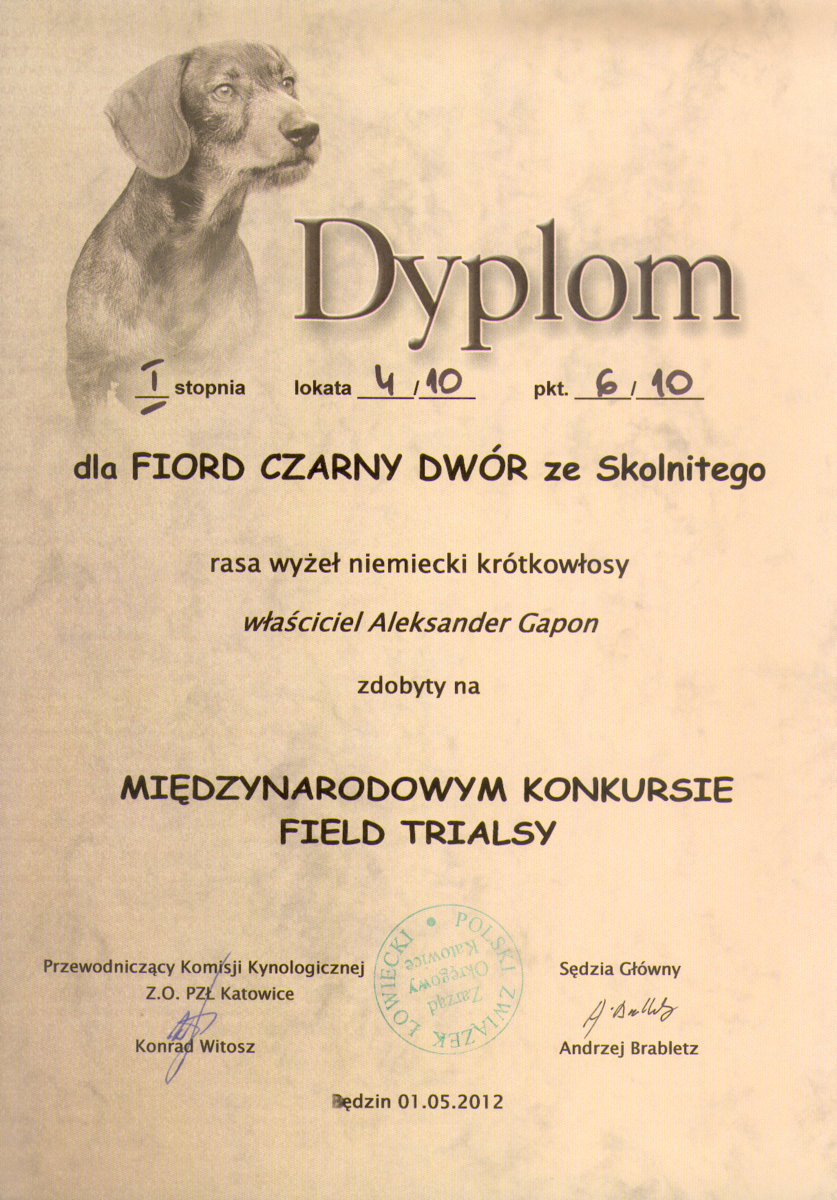 Dyplom
I stopnia lokata 4/10 pkt. 6/10
dla FIORD CZARNY DWÓR ze Skolnitego
rasa wyżeł niemiecki krótkowłosy
właściciel Aleksander Gapon
zdobyty na
MIĘDZYNARODOWYM KONKURSIE
FIELD TRIALSY
POLSKI ZWIĄZEK ŁOWIECKI
Zarząd
Okręgowy
Katowice
Przewodniczący Komisji Kynologicznej
Z.O. PZŁ Katowice
Konrad Witosz
Sędzia Główny
A. Brabletz
Andrzej Brabletz
Będzin 01.05.2012